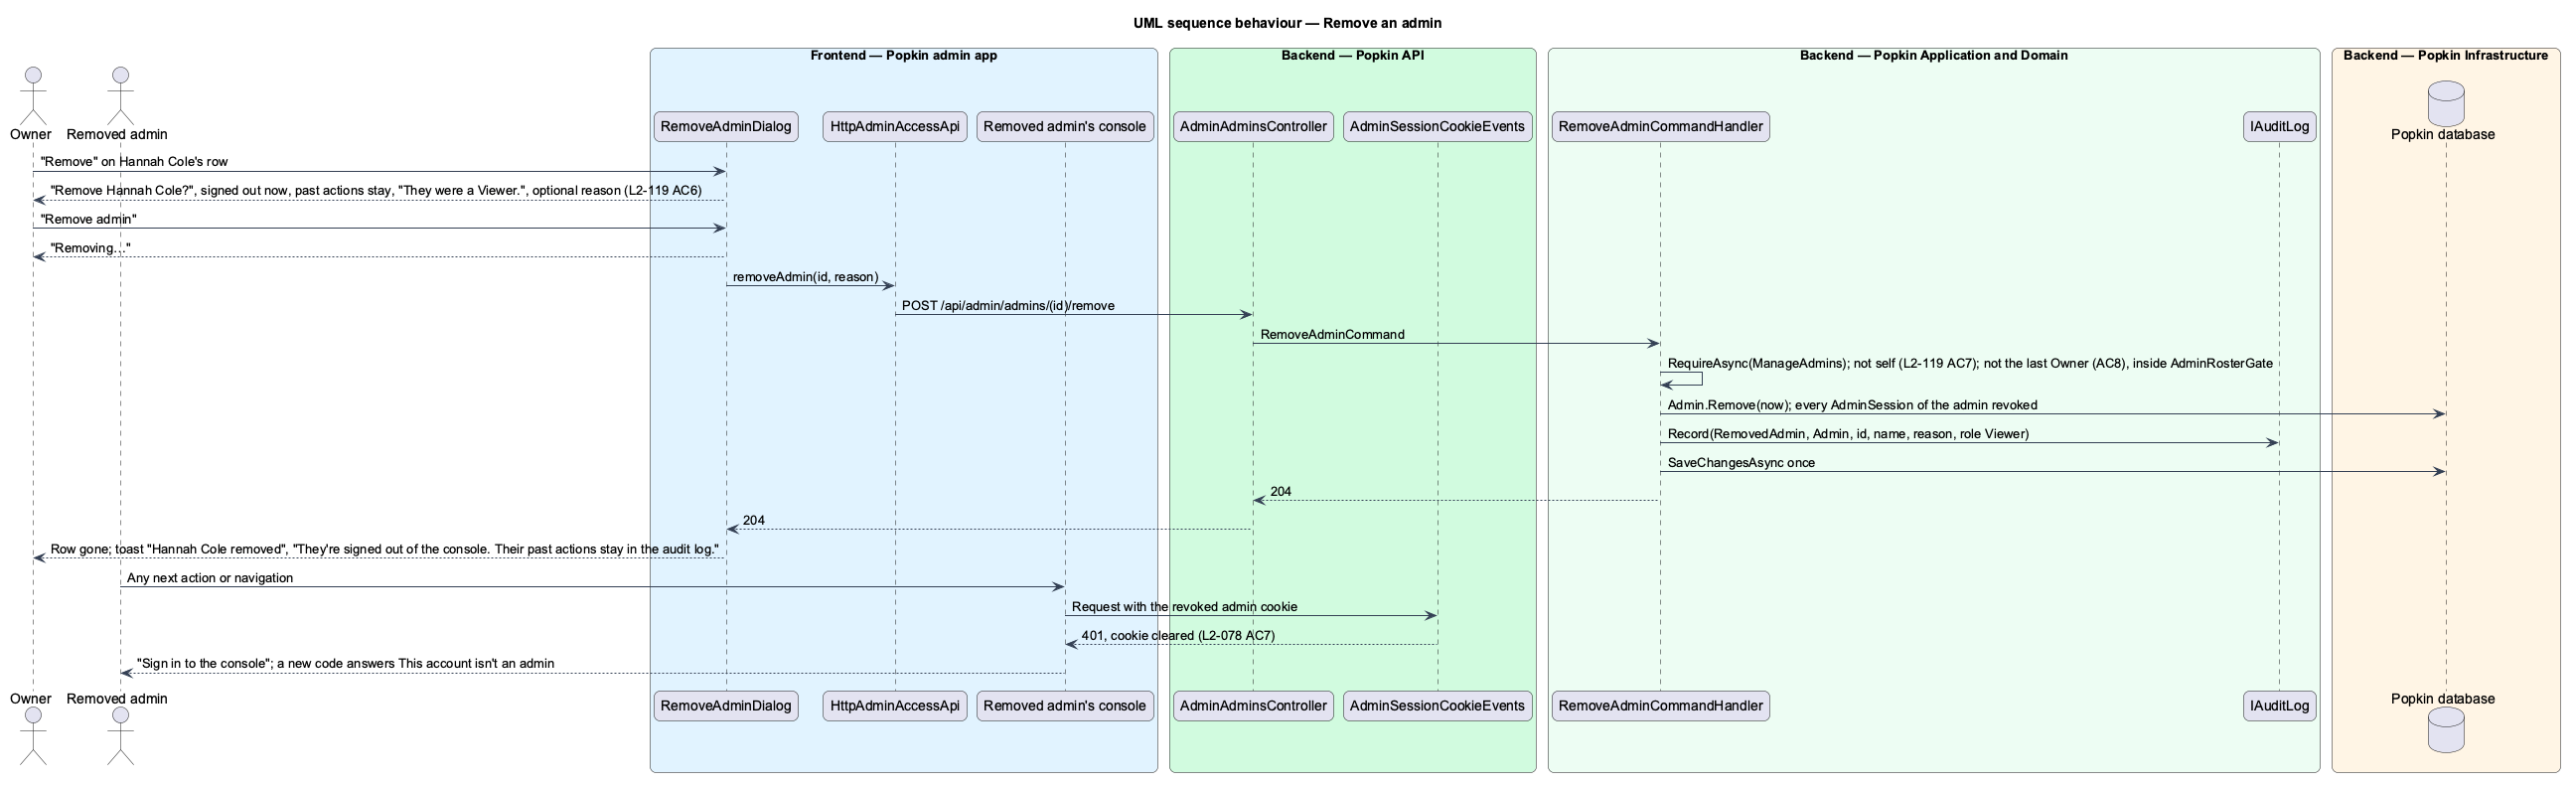 UML sequence behaviour — Remove an admin
Frontend — Popkin admin app
Backend — Popkin API
Backend — Popkin Application and Domain
Backend — Popkin Infrastructure
Owner
Removed admin
RemoveAdminDialog
HttpAdminAccessApi
Removed admin's console
AdminAdminsController
AdminSessionCookieEvents
RemoveAdminCommandHandler
IAuditLog
Popkin database
"Remove" on Hannah Cole's row
"Remove Hannah Cole?", signed out now, past actions stay, "They were a Viewer.", optional reason (L2-119 AC6)
"Remove admin"
"Removing…"
removeAdmin(id, reason)
POST /api/admin/admins/(id)/remove
RemoveAdminCommand
RequireAsync(ManageAdmins); not self (L2-119 AC7); not the last Owner (AC8), inside AdminRosterGate
Admin.Remove(now); every AdminSession of the admin revoked
Record(RemovedAdmin, Admin, id, name, reason, role Viewer)
SaveChangesAsync once
204
204
Row gone; toast "Hannah Cole removed", "They're signed out of the console. Their past actions stay in the audit log."
Any next action or navigation
Request with the revoked admin cookie
401, cookie cleared (L2-078 AC7)
"Sign in to the console"; a new code answers This account isn't an admin
Owner
Removed admin
RemoveAdminDialog
HttpAdminAccessApi
Removed admin's console
AdminAdminsController
AdminSessionCookieEvents
RemoveAdminCommandHandler
IAuditLog
Popkin database